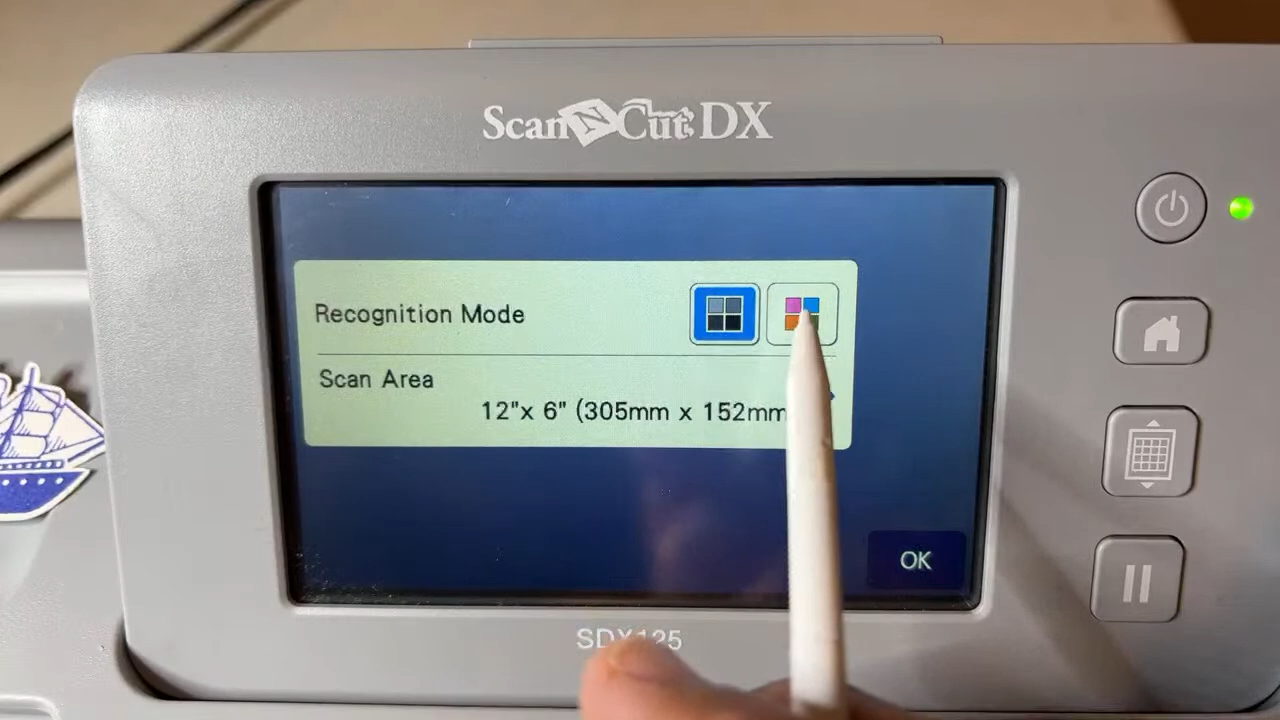 ScanNCut DX
Recognition Mode
Scan Area
12"x 6" (305mm x 152mm
OK
SDX125